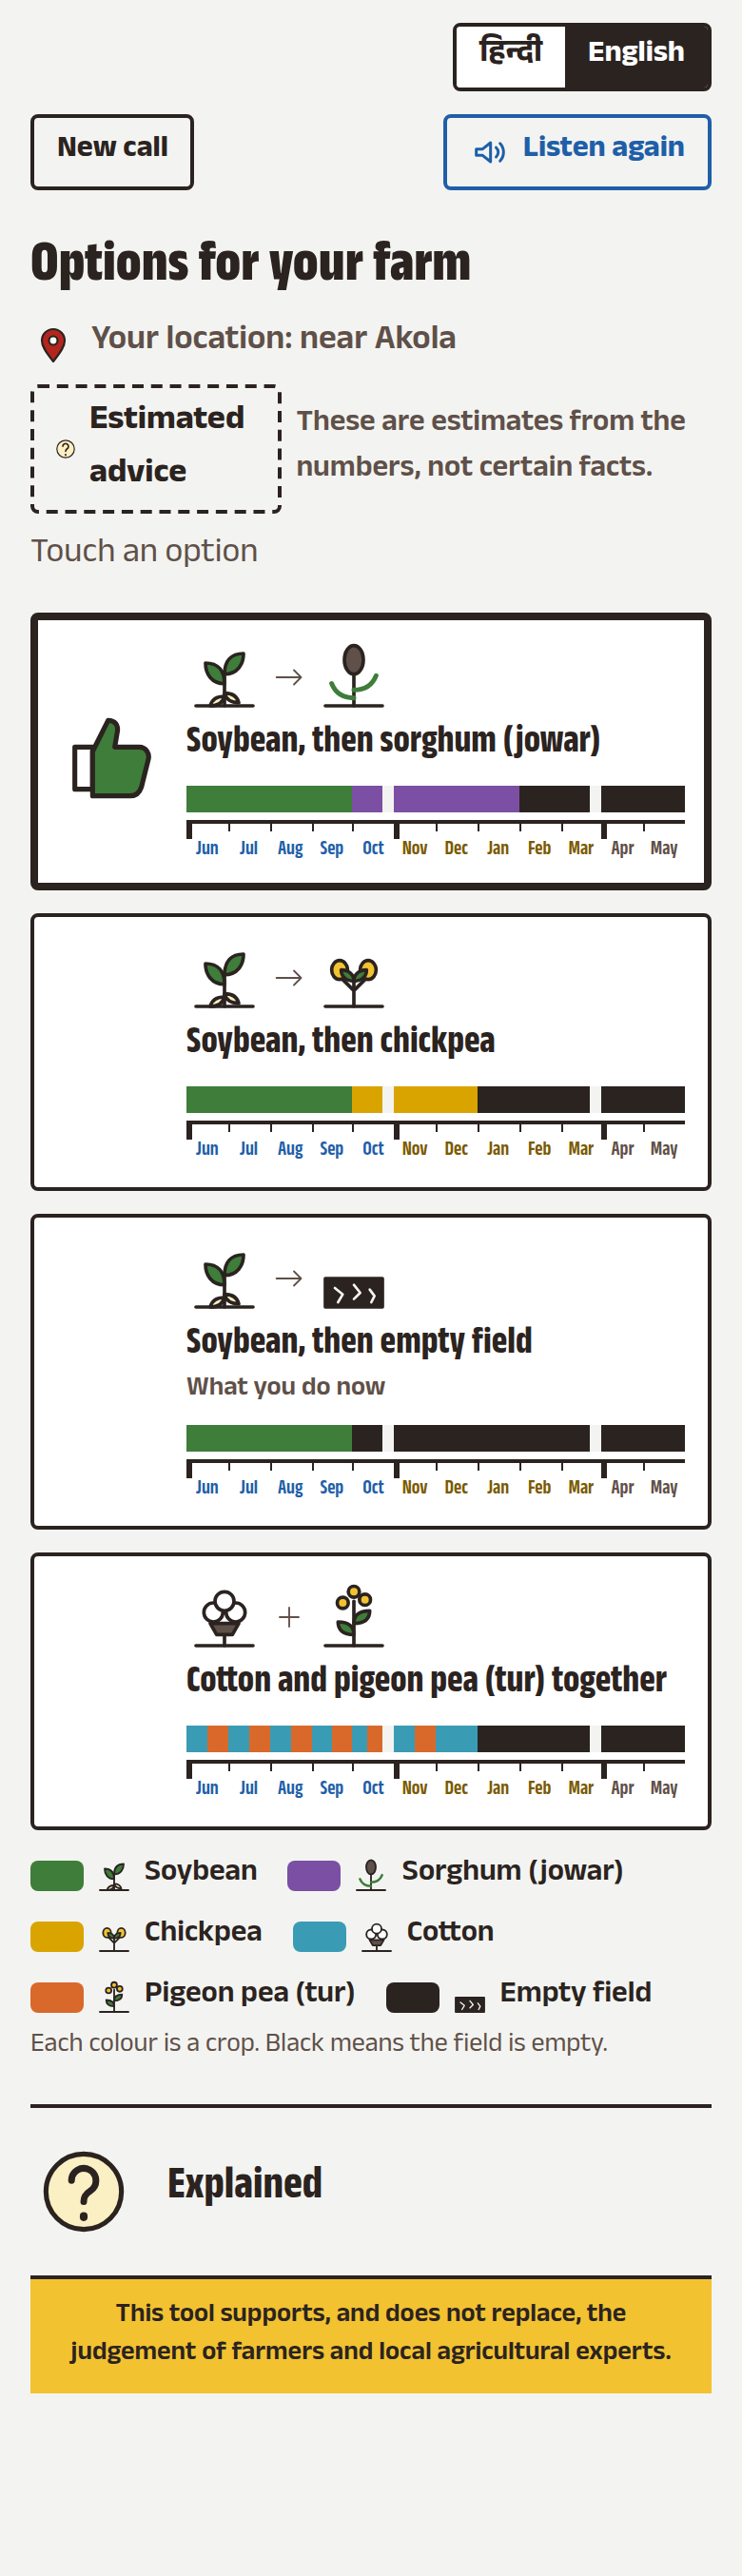 हिन्दी English
New call Listen again
Options for your farm
Your location: near Akola
Estimated
advice
These are estimates from the
numbers, not certain facts.
Touch an option
Soybean, then sorghum (jowar)
Jun Jul Aug Sep Oct Nov Dec Jan Feb Mar Apr May
Soybean, then chickpea
Jun Jul Aug Sep Oct Nov Dec Jan Feb Mar Apr May
Soybean, then empty field
What you do now
Jun Jul Aug Sep Oct Nov Dec Jan Feb Mar Apr May
Cotton and pigeon pea (tur) together
Jun Jul Aug Sep Oct Nov Dec Jan Feb Mar Apr May
Soybean Sorghum (jowar)
Chickpea Cotton
Pigeon pea (tur) Empty field
Each colour is a crop. Black means the field is empty.
? Explained
This tool supports, and does not replace, the
judgement of farmers and local agricultural experts.